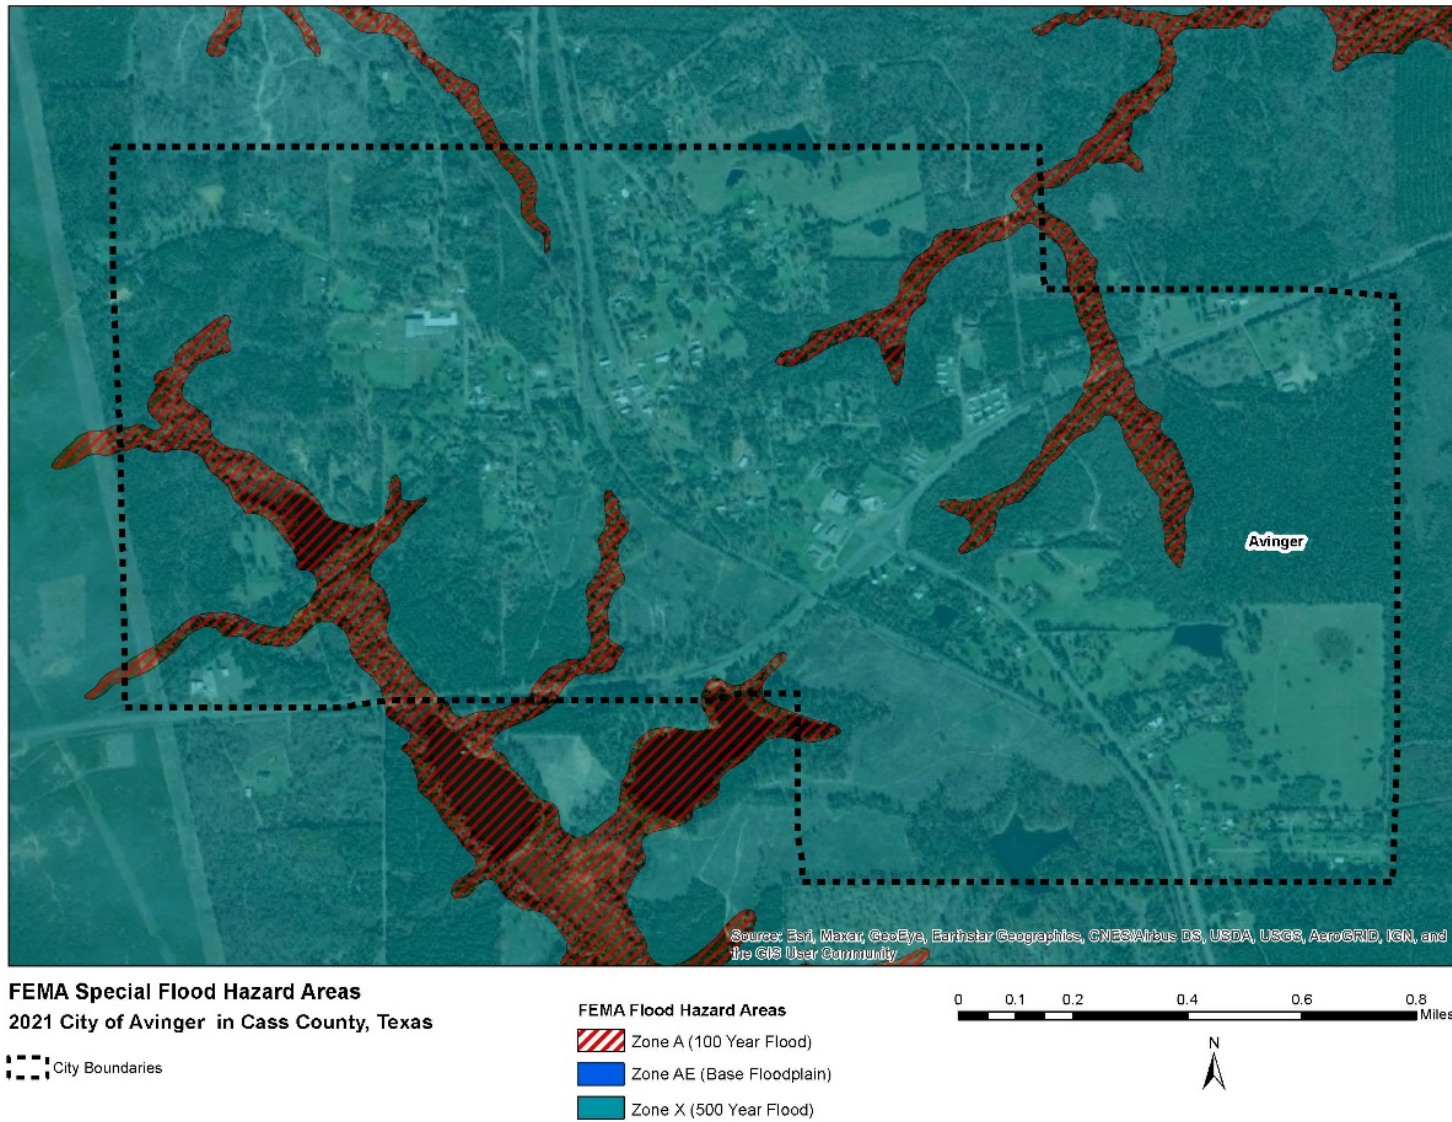 Avinger
Source: Esri, Maxar, GeoEye, Earthstar Geographics, CNES/Airbus DS, USDA, USGS, AeroGRID, IGN, and
the GIS User Community
FEMA Special Flood Hazard Areas
2021 City of Avinger in Cass County, Texas
City Boundaries
FEMA Flood Hazard Areas
Zone A (100 Year Flood)
Zone AE (Base Floodplain)
Zone X (500 Year Flood)
0 0.1 0.2 0.4 0.6 0.8
Miles
N